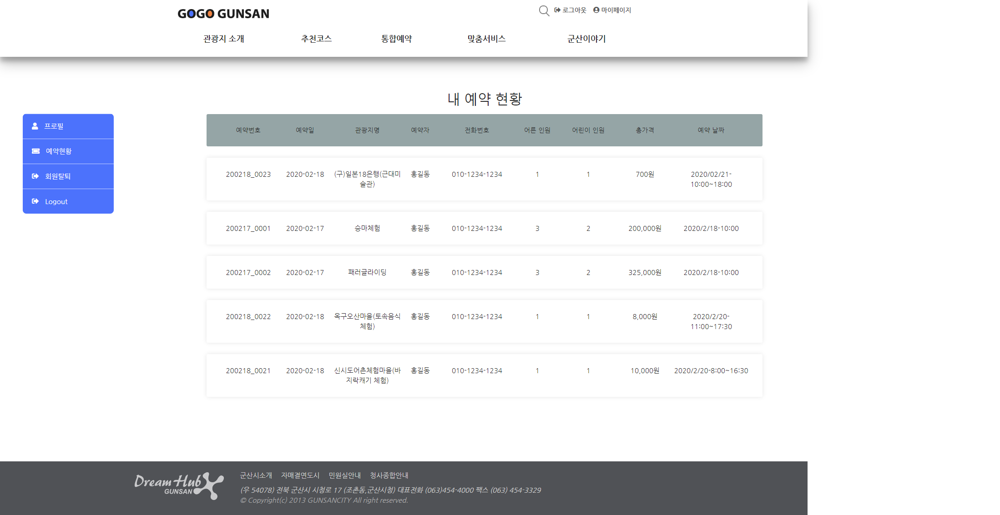 GOGO GUNSAN
로그아웃 마이페이지
관광지 소개 추천코스 통합예약 맞춤서비스 군산이야기
내 예약 현황
프로필
예약현황
회원탈퇴
Logout
예약번호 예약일 관광지명 예약자 전화번호 어른 인원 어린이 인원 총가격 예약 날짜
200218_0023 2020-02-18 (구)일본18은행(근대미 홍길동 010-1234-1234 1 1 700원 2020/02/21-
술관) 10:00~18:00
200217_0001 2020-02-17 승마체험 홍길동 010-1234-1234 3 2 200,000원 2020/2/18-10:00
200217_0002 2020-02-17 패러글라이딩 홍길동 010-1234-1234 3 2 325,000원 2020/2/18-10:00
200218_0022 2020-02-18 옥구오산마을(토속음식 홍길동 010-1234-1234 1 1 8,000원 2020/2/20-
체험) 11:00~17:30
200218_0021 2020-02-18 신시도어촌체험마을(바 홍길동 010-1234-1234 1 1 10,000원 2020/2/20-8:00~16:30
지락캐기 체험)
Dream Hub
GUNSAN
군산시소개 자매결연도시 민원실안내 청사종합안내
(우 54078) 전북 군산시 시청로 17 (조촌동,군산시청) 대표전화 (063)454-4000 팩스 (063) 454-3329
© Copyright(c) 2013 GUNSANCITY All right reserved.